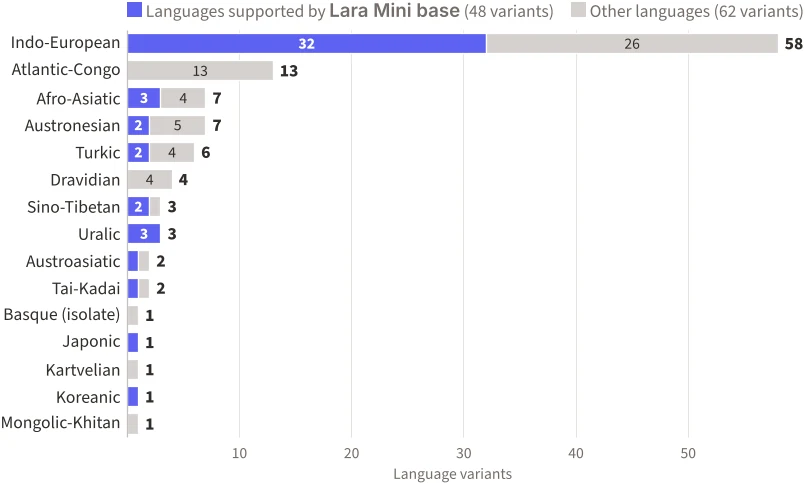 Languages supported by Lara Mini base (48 variants) Other languages (62 variants)
Indo-European 32 26 58
Atlantic-Congo 13 13
Afro-Asiatic 3 4 7
Austronesian 2 5 7
Turkic 2 4 6
Dravidian 4 4
Sino-Tibetan 2 3
Uralic 3 3
Austroasiatic 2
Tai-Kadai 2
Basque (isolate) 1
Japonic 1
Kartvelian 1
Koreanic 1
Mongolic-Khitan 1
10 20 30 40 50
Language variants